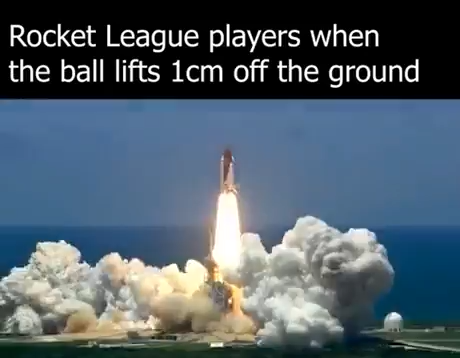 Rocket League players when
the ball lifts 1cm off the ground